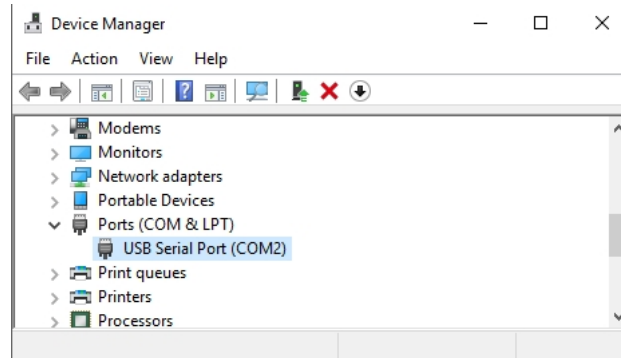 Device Manager
File Action View Help
Modems
Monitors
Network adapters
Portable Devices
Ports (COM & LPT)
USB Serial Port (COM2)
Print queues
Printers
Processors